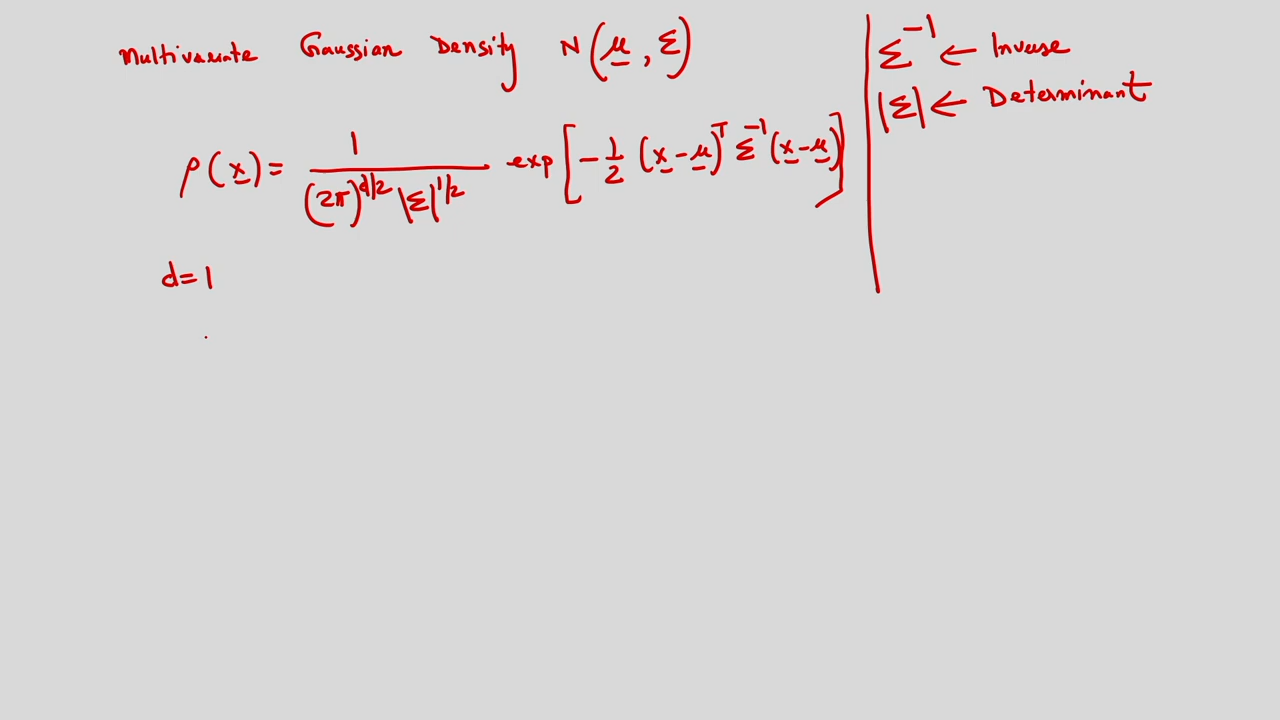 Multivariate Gaussian Density N(μ, Σ)
p(x) = 1 / (2π)^{d/2} |Σ|^{1/2} exp[-1/2 (x-μ)^T Σ^{-1} (x-μ)]
d=1
Σ^{-1} ← Inverse
|Σ| ← Determinant